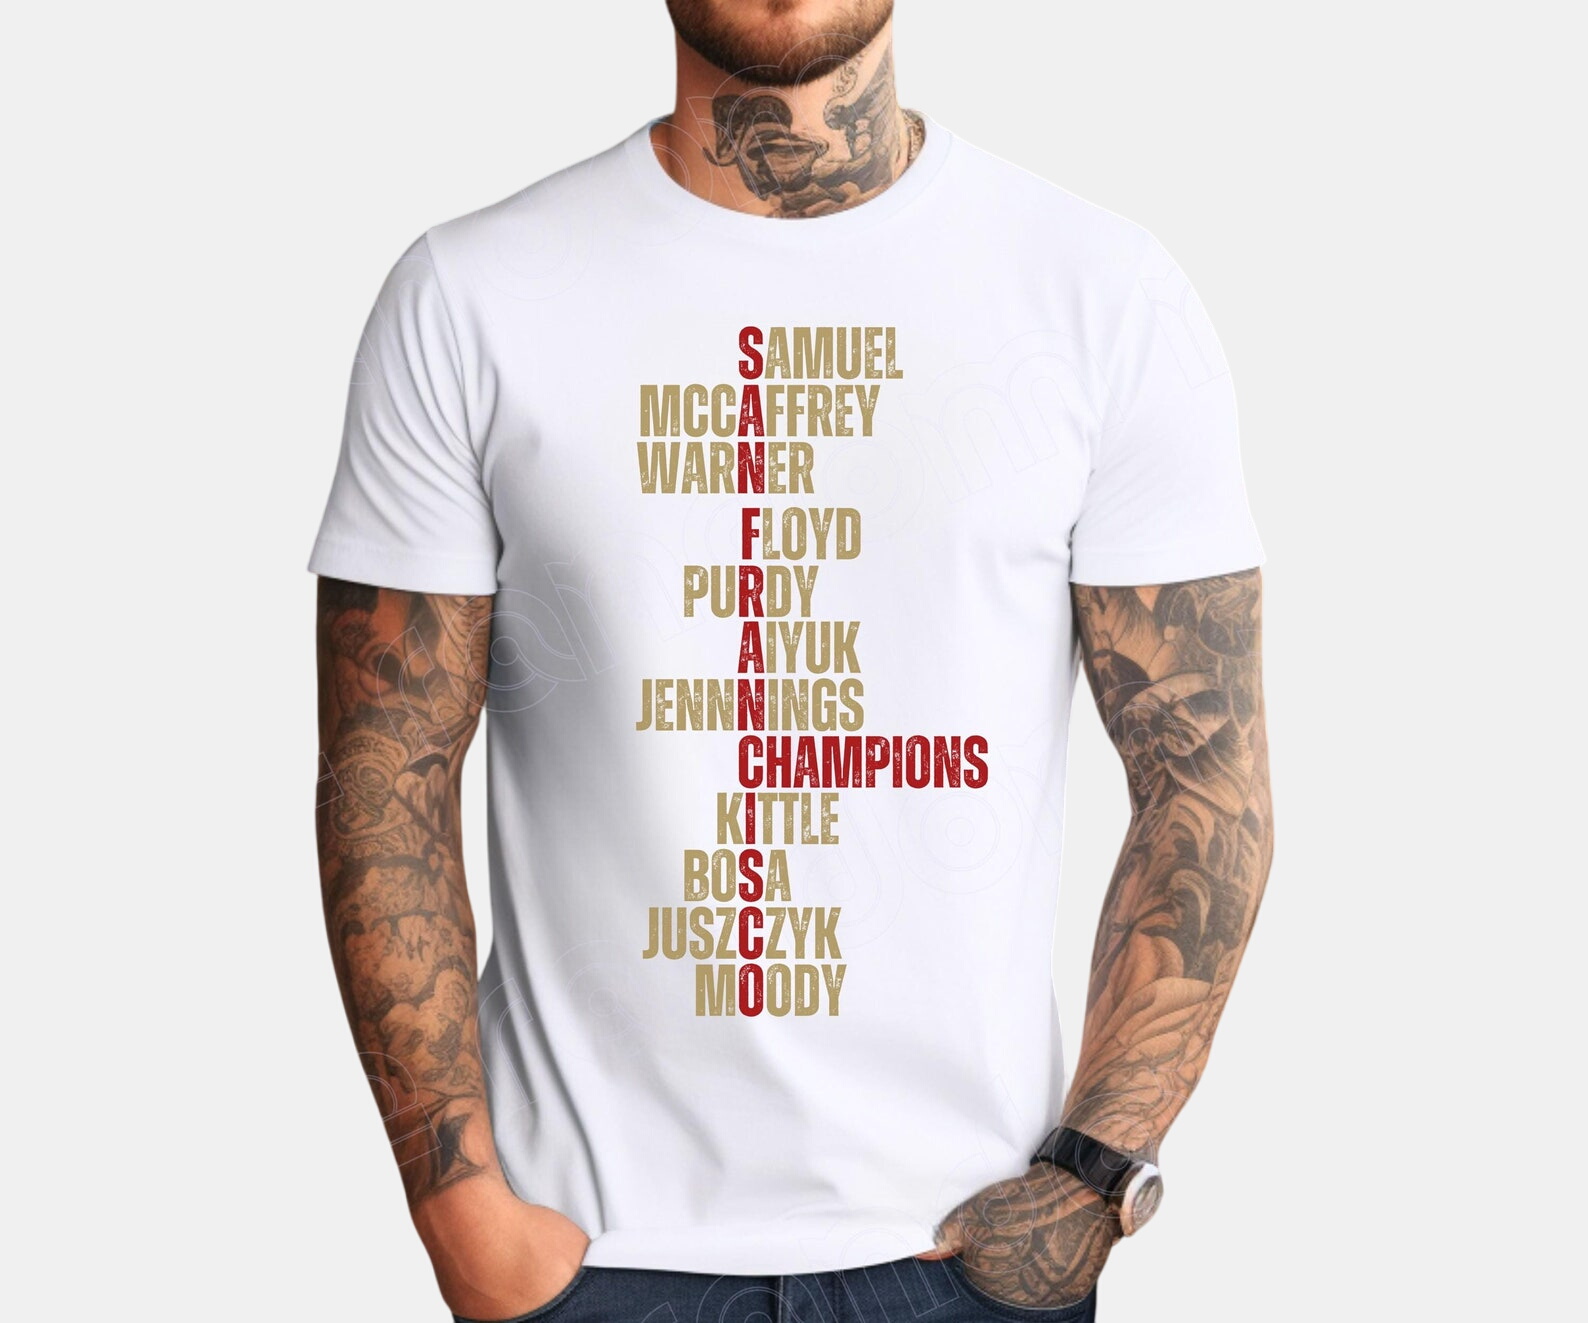 SAMUEL
MCCAFFREY
WARNER
FLOYD
PURDY
AIYUK
JENNNINGS
CHAMPIONS
KITTLE
BOSA
JUSZCZYK
MOODY